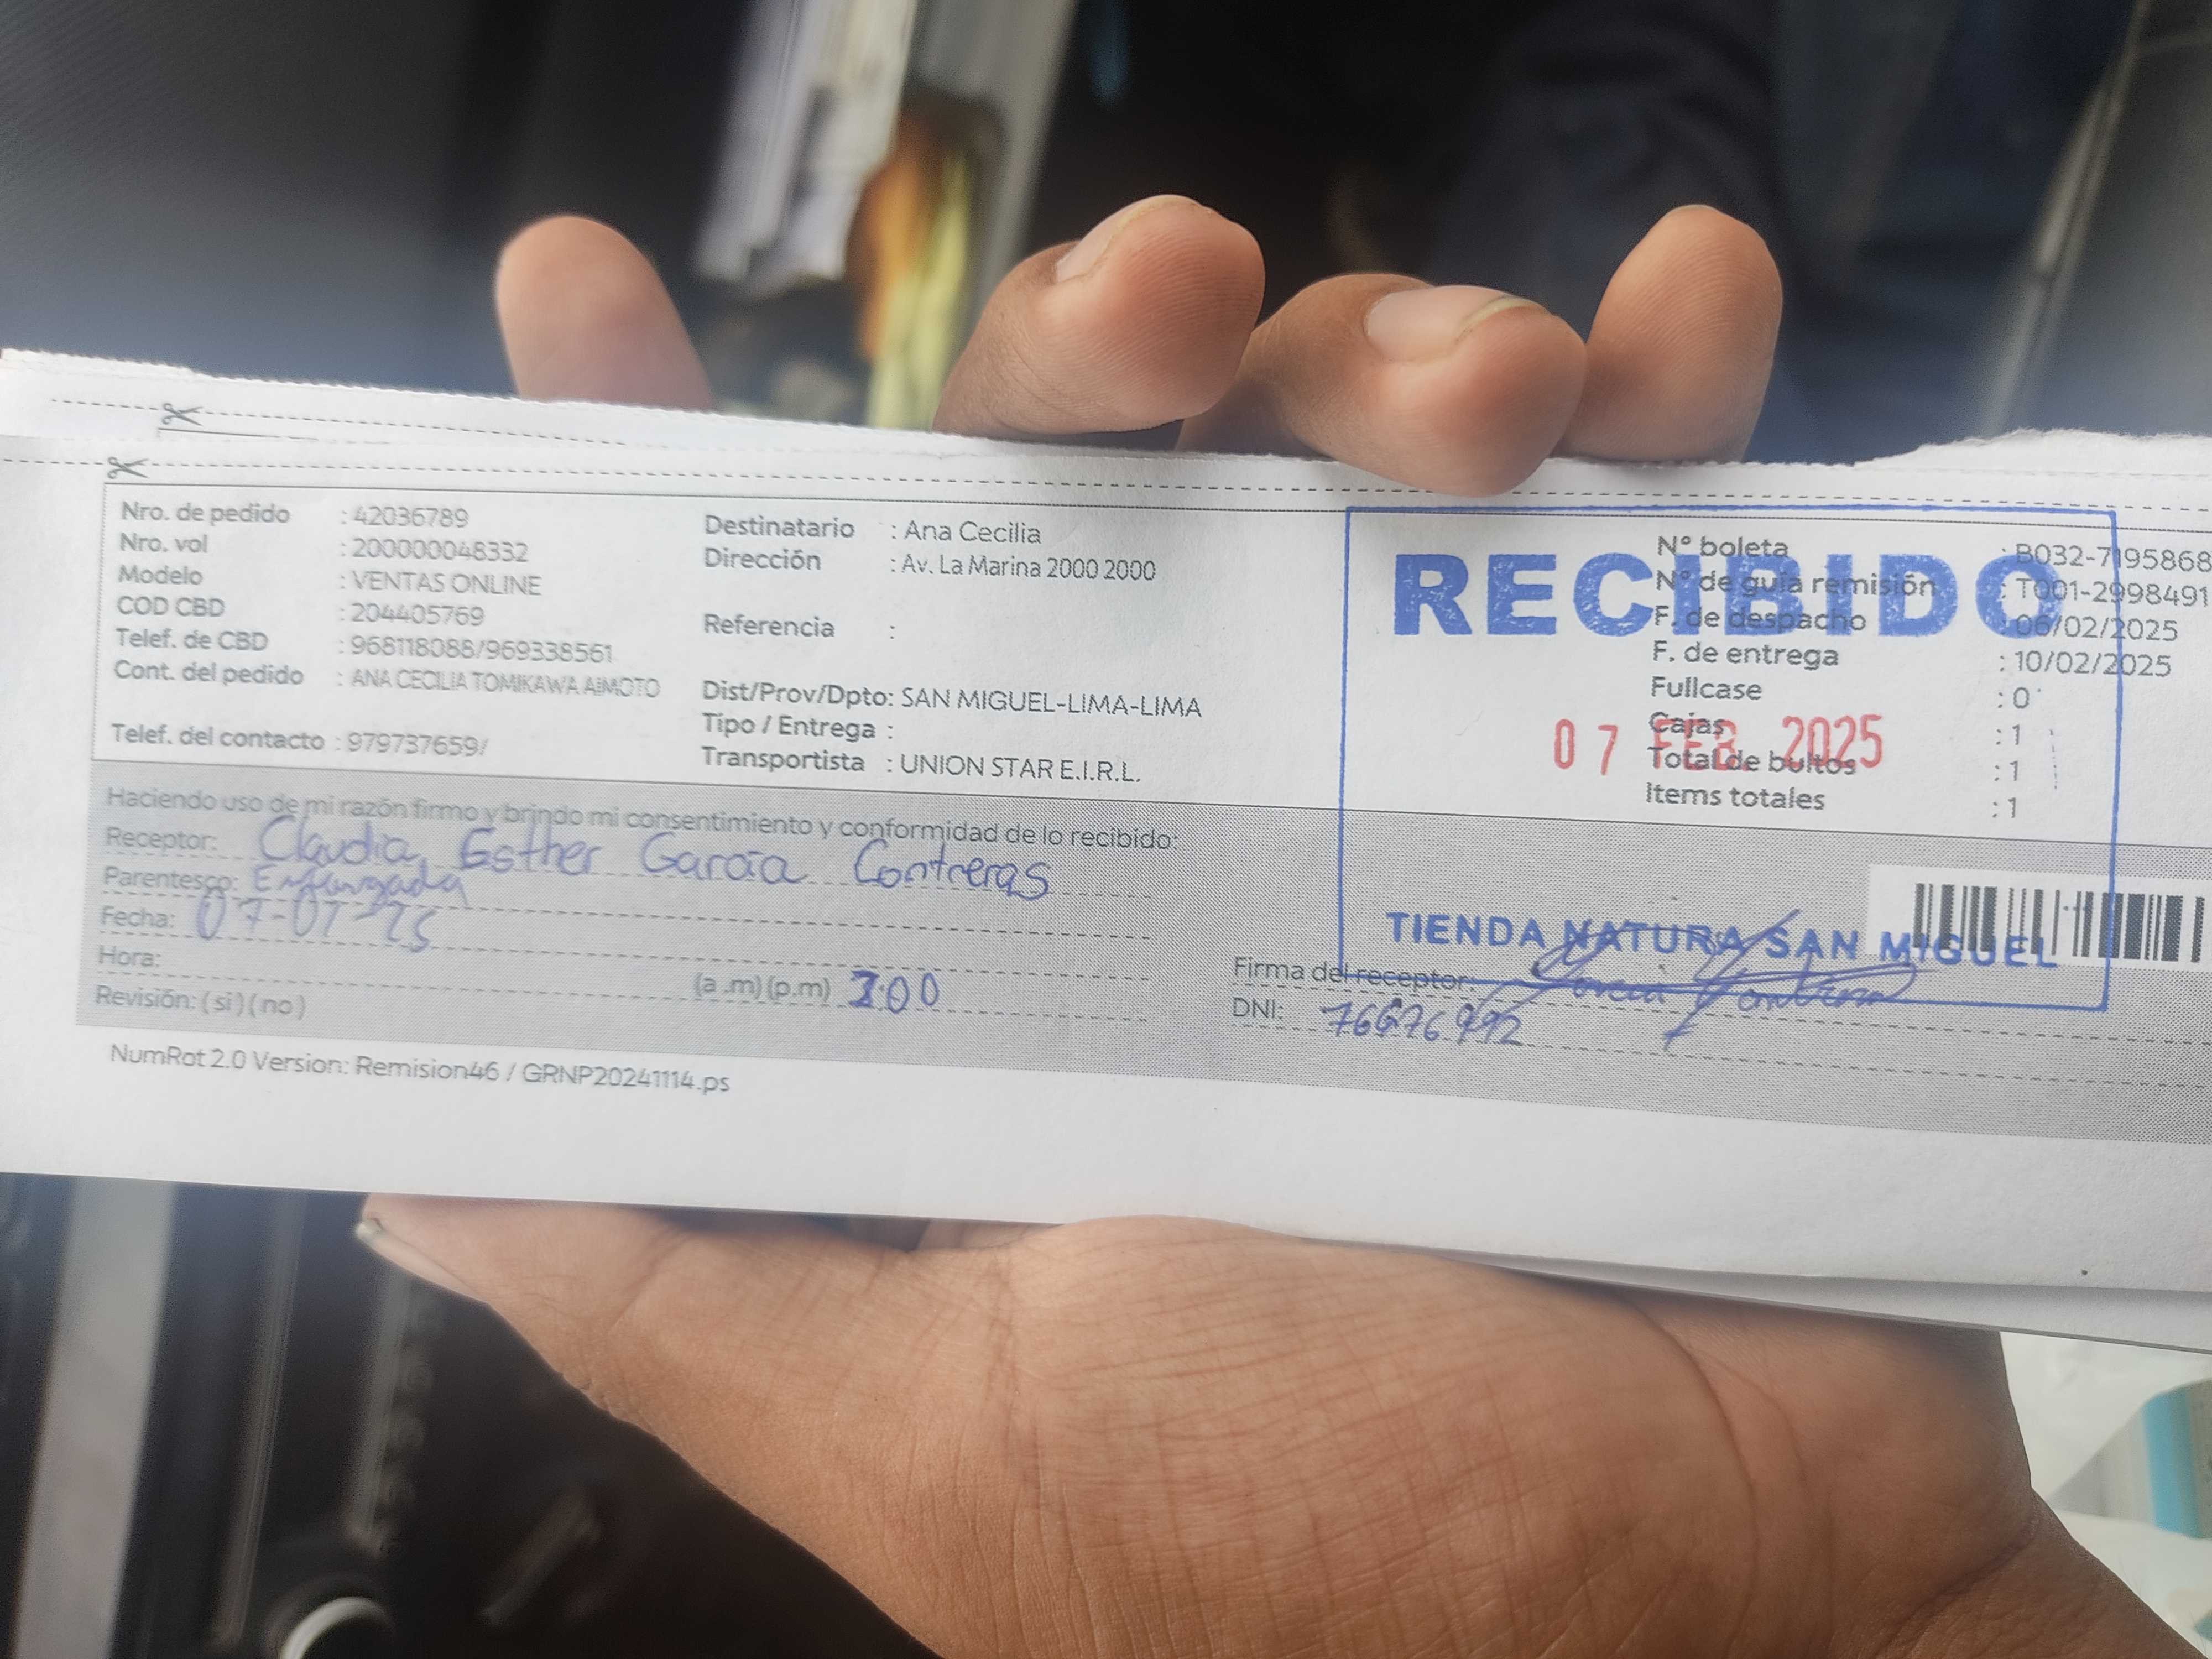 Nro. de pedido : 42036789
Nro. vol : 200000048332
Modelo : VENTAS ONLINE
COD CBD : 204405769
Telef. de CBD : 968118088/969338561
Cont. del pedido : ANA CECILIA TOMIKAWA AIMOTO
Telef. del contacto : 979737659/
Destinatario : Ana Cecilia
Dirección : Av. La Marina 2000 2000
Referencia :
Dist/Prov/Dpto: SAN MIGUEL-LIMA-LIMA
Tipo / Entrega :
Transportista : UNION STAR E.I.R.L.
RECIBIDO
07 FEB. 2025
TIENDA NATURA SAN MIGUEL
N° boleta : B032-7195868
N° de guía remisión : T001-2998491
F. de despacho : 06/02/2025
F. de entrega : 10/02/2025
Fullcase : 0
Cajas : 1
Total de bultos : 1
Items totales : 1
Haciendo uso de mi razón firmo y brindo mi consentimiento y conformidad de lo recibido:
Receptor: Claudia Esther García Contreras
Parentesco: Encargada
Fecha:
Hora:
(a .m) (p.m) 3:00
Revisión: ( si ) ( no )
Firma del receptor:
DNI:
NumRot 2.0 Version: Remision46 / GRNP20241114.ps